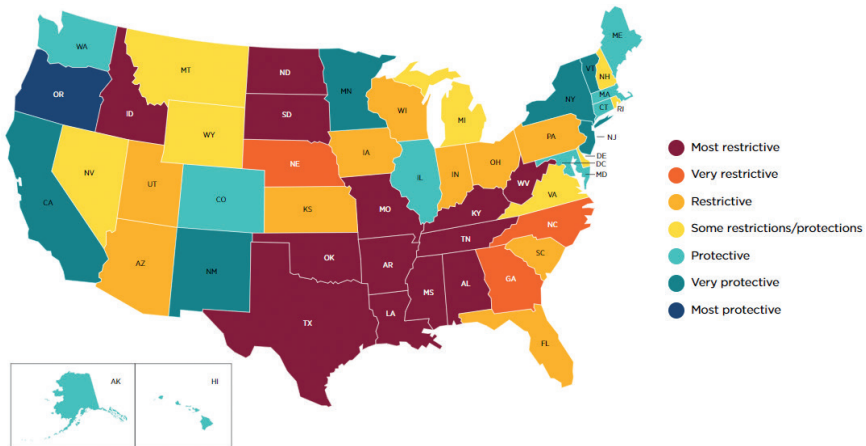 WA
OR
CA
NV
ID
MT
WY
UT
AZ
CO
NM
ND
SD
NE
KS
OK
TX
MN
IA
MO
AR
LA
WI
IL
MI
IN
OH
KY
TN
MS
AL
GA
FL
SC
NC
VA
WV
PA
NY
VT
NH
ME
MA
CT
RI
NJ
DE
DC
MD
AK
HI
Most restrictive
Very restrictive
Restrictive
Some restrictions/protections
Protective
Very protective
Most protective